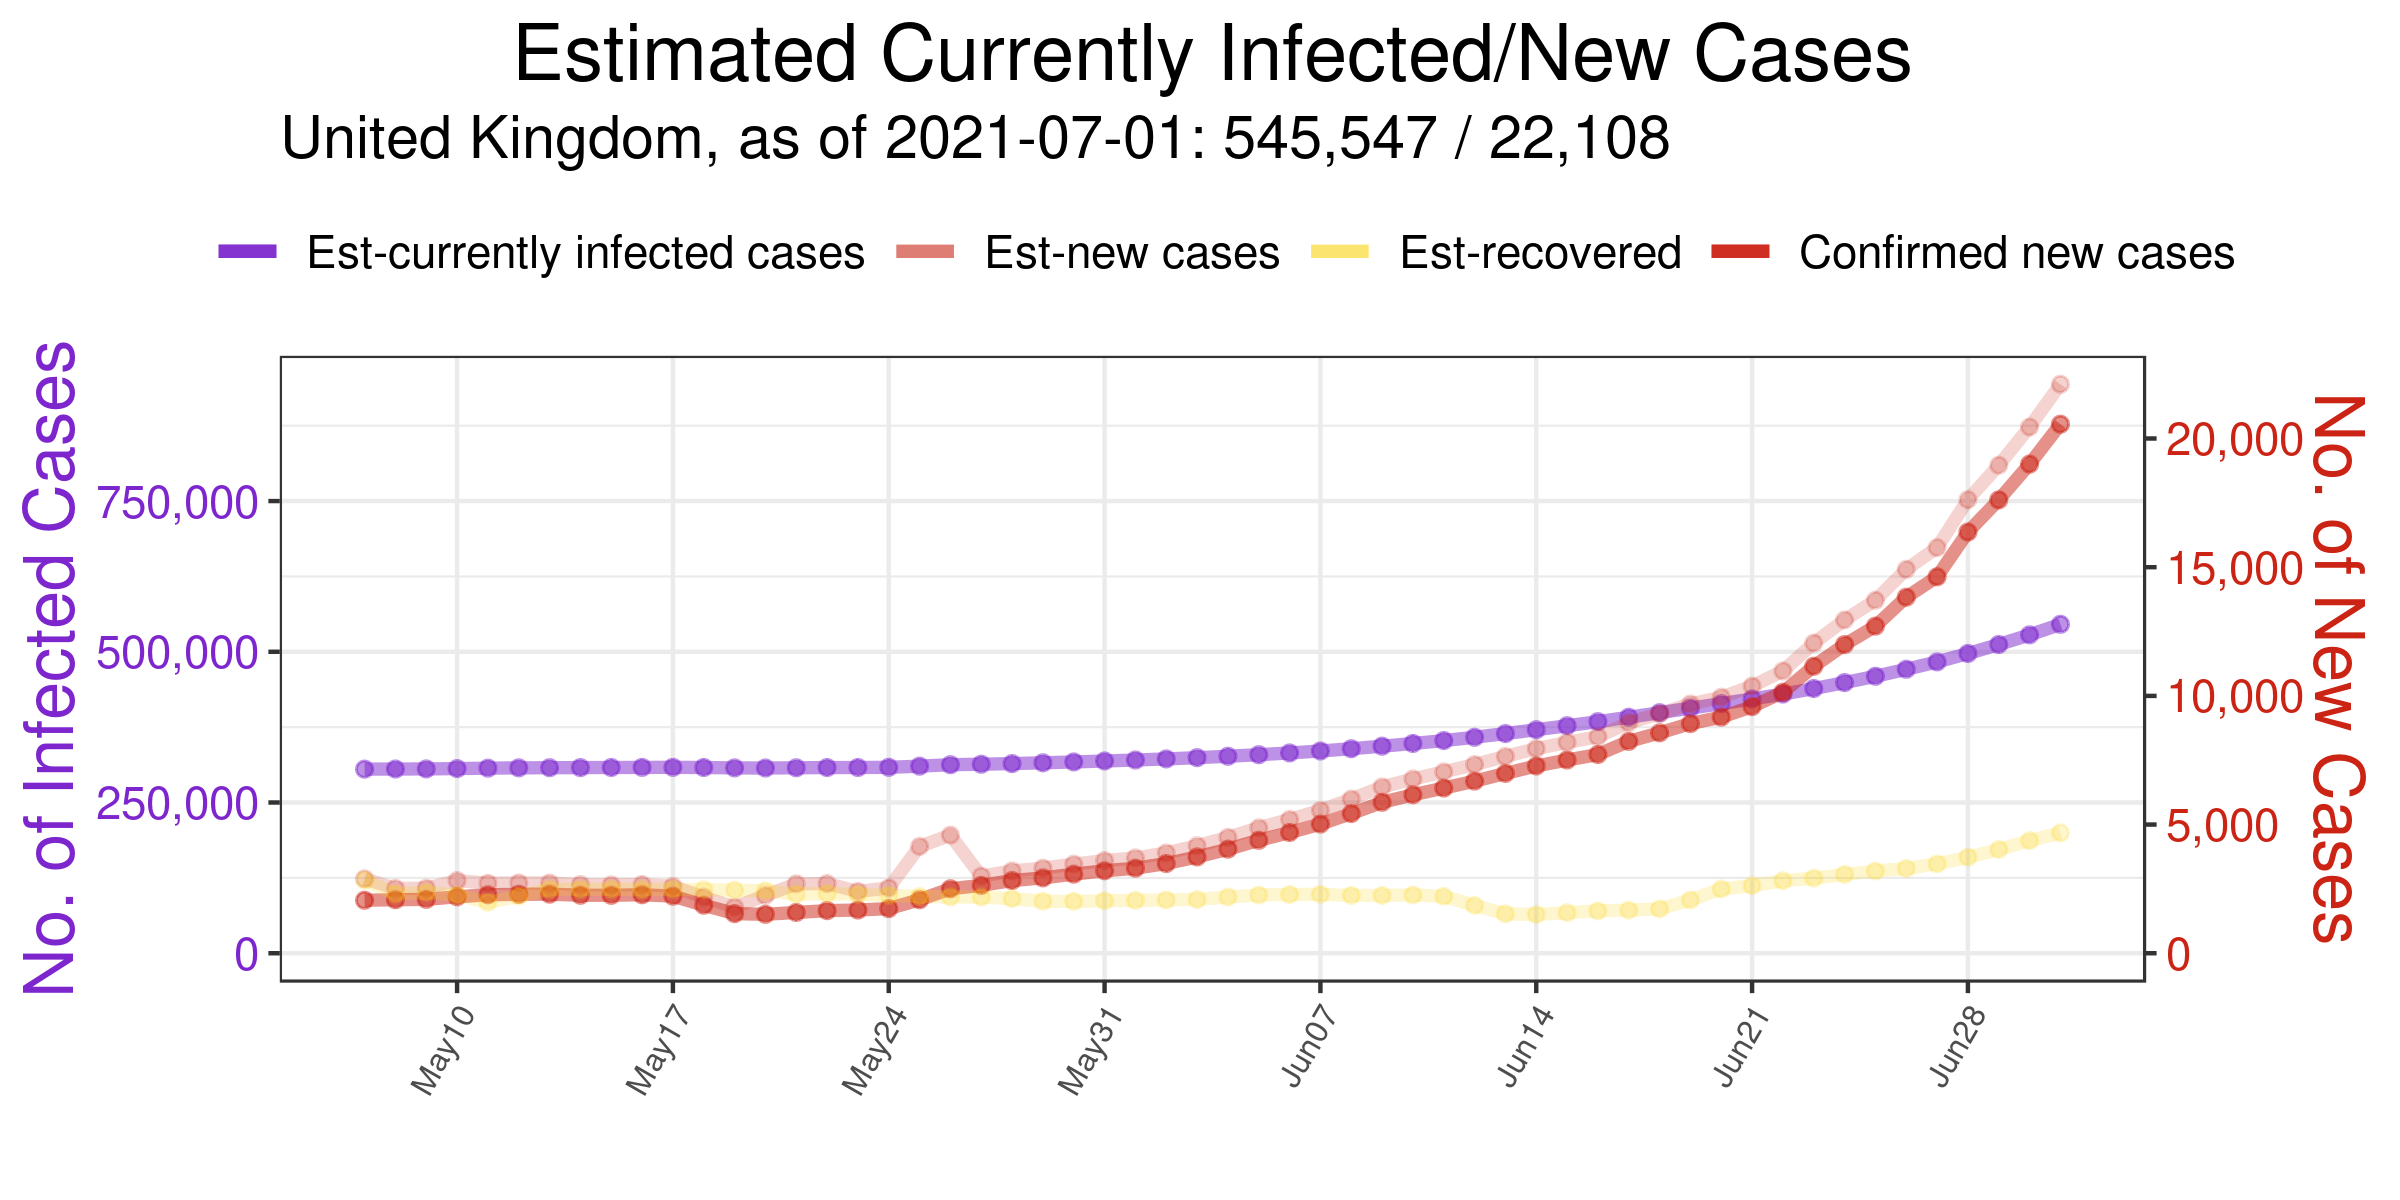 Estimated Currently Infected/New Cases
United Kingdom, as of 2021-07-01: 545,547 / 22,108
Est-currently infected cases Est-new cases Est-recovered Confirmed new cases
No. of Infected Cases
750,000
500,000
250,000
0
20,000
15,000
10,000
5,000
0
No. of New Cases
May10 May17 May24 May31 Jun07 Jun14 Jun21 Jun28